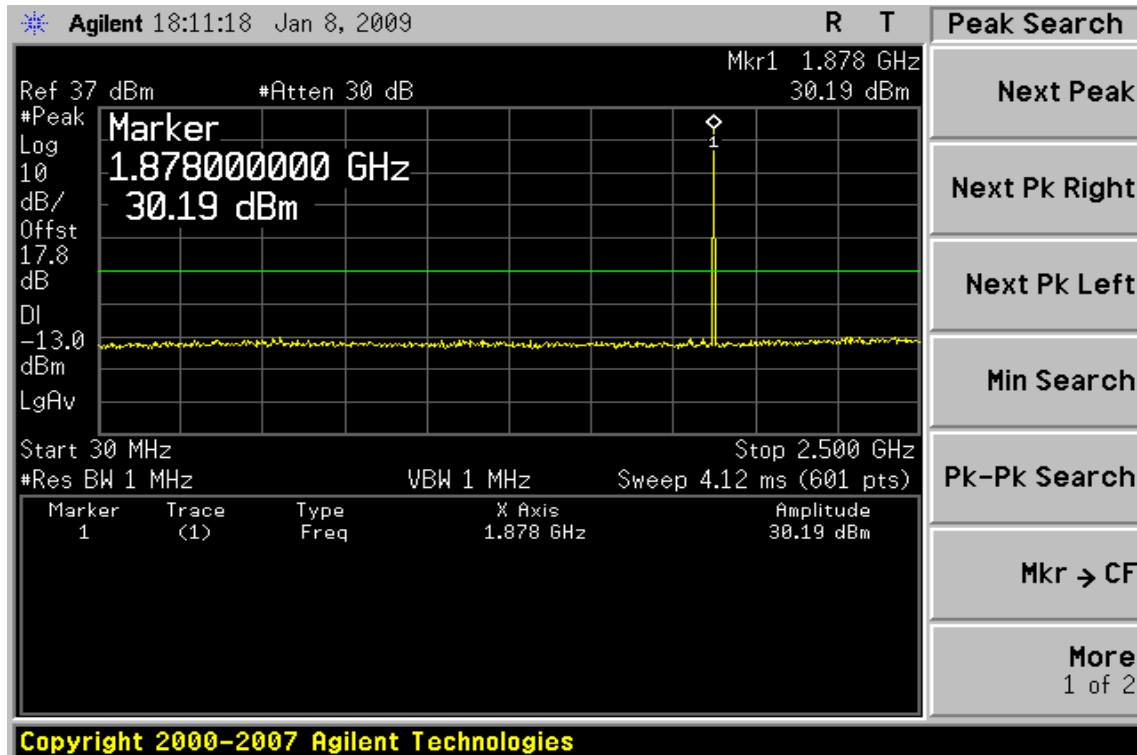 Agilent 18:11:18 Jan 8, 2009 R T
Peak Search
Mkr1 1.878 GHz
Ref 37 dBm #Atten 30 dB 30.19 dBm
#Peak
Log
10
dB/
Offst
17.8
dB
DI
-13.0
dBm
LgAv
Marker
1.878000000 GHz
30.19 dBm
1
Start 30 MHz Stop 2.500 GHz
#Res BW 1 MHz VBW 1 MHz Sweep 4.12 ms (601 pts)
Marker Trace Type X Axis Amplitude
1 (1) Freq 1.878 GHz 30.19 dBm
Next Peak
Next Pk Right
Next Pk Left
Min Search
Pk-Pk Search
Mkr → CF
More
1 of 2
Copyright 2000-2007 Agilent Technologies